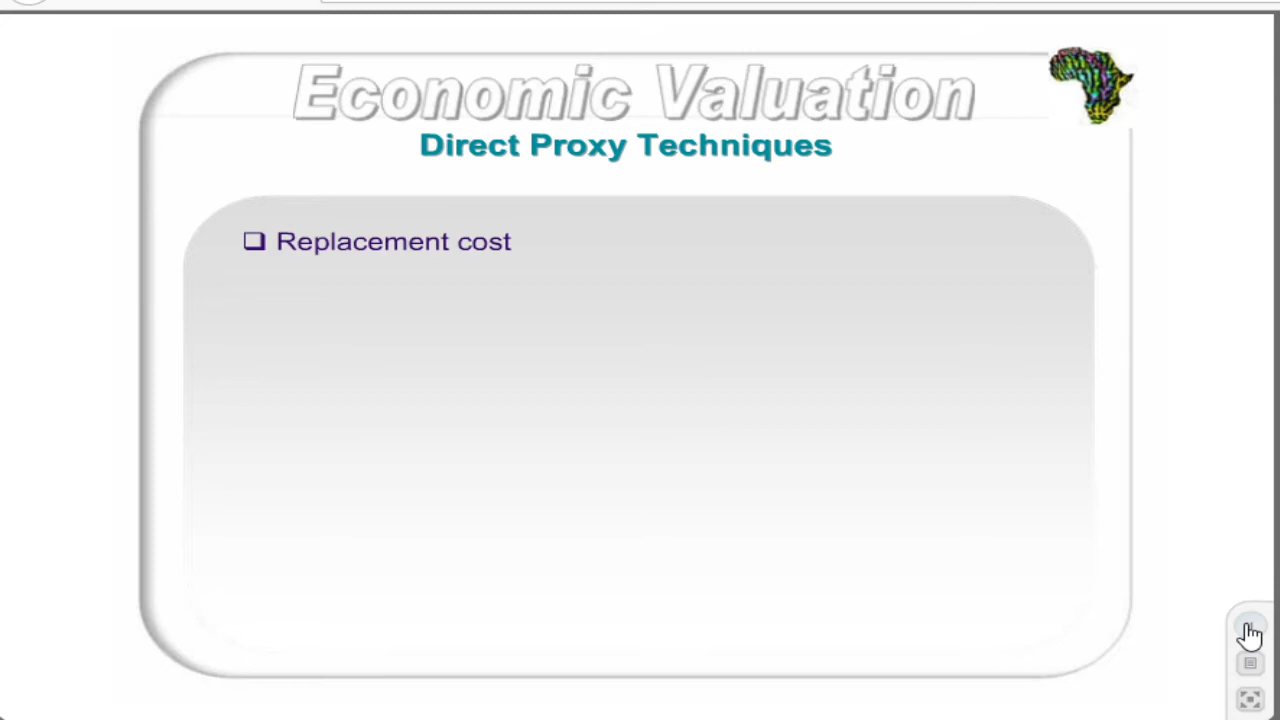 Economic Valuation
Direct Proxy Techniques
❑ Replacement cost